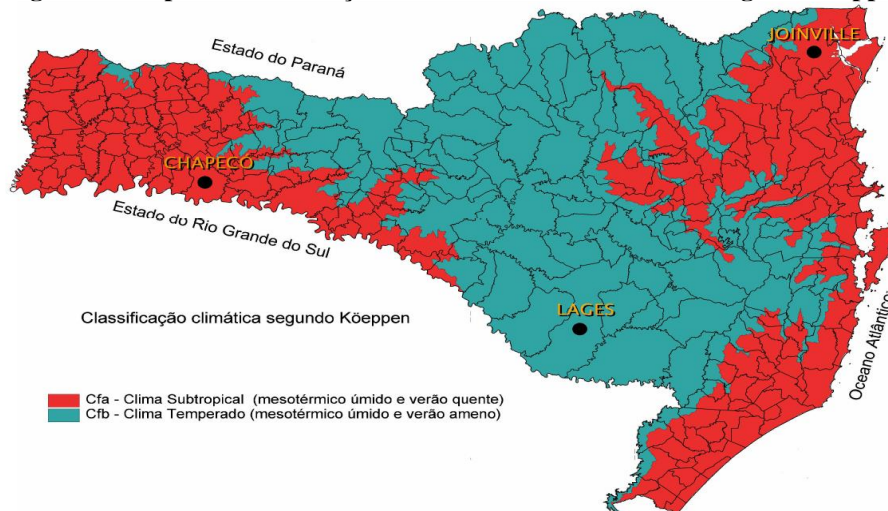 Estado do Paraná
JOINVILLE
CHAPECÓ
Estado do Rio Grande do Sul
LAGES
Oceano Atlântico
Classificação climática segundo Köeppen
Cfa - Clima Subtropical (mesotérmico úmido e verão quente)
Cfb - Clima Temperado (mesotérmico úmido e verão ameno)